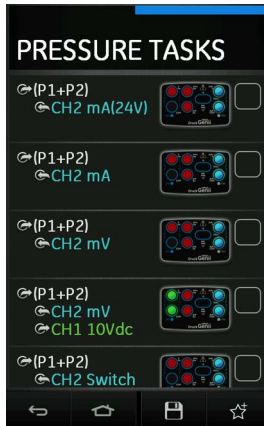 PRESSURE TASKS
(P1+P2)
CH2 mA(24V)
(P1+P2)
CH2 mA
(P1+P2)
CH2 mV
(P1+P2)
CH2 mV
CH1 10Vdc
(P1+P2)
CH2 Switch